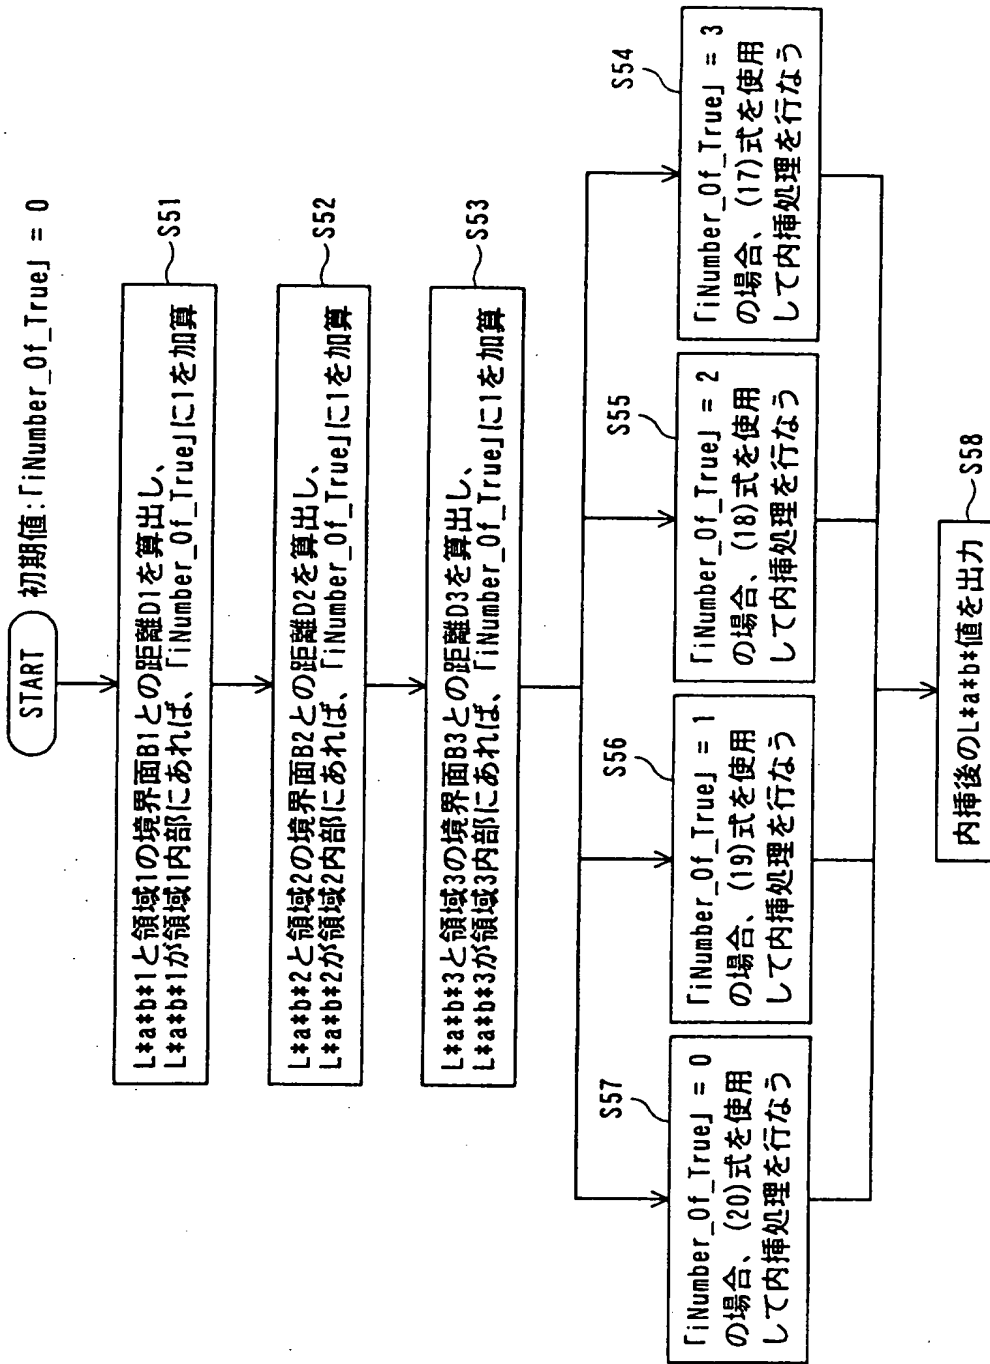 START
初期値:「iNumber_Of_True」= 0
S51
L*a*b*1と領域1の境界面B1との距離D1を算出し、
L*a*b*1が領域1内部にあれば、「iNumber_Of_True」に1を加算
S52
L*a*b*2と領域2の境界面B2との距離D2を算出し、
L*a*b*2が領域2内部にあれば、「iNumber_Of_True」に1を加算
S53
L*a*b*3と領域3の境界面B3との距離D3を算出し、
L*a*b*3が領域3内部にあれば、「iNumber_Of_True」に1を加算
S57
「iNumber_Of_True」= 0
の場合、(20)式を使用
して内挿処理を行なう
S56
「iNumber_Of_True」= 1
の場合、(19)式を使用
して内挿処理を行なう
S55
「iNumber_Of_True」= 2
の場合、(18)式を使用
して内挿処理を行なう
S54
「iNumber_Of_True」= 3
の場合、(17)式を使用
して内挿処理を行なう
S58
内挿後のL*a*b*値を出力